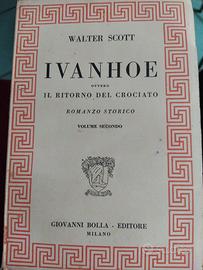 WALTER SCOTT
IVANHOE
OVVERO
IL RITORNO DEL CROCIATO
ROMANZO STORICO
VOLUME SECONDO
GIOVANNI BOLLA - EDITORE
MILANO